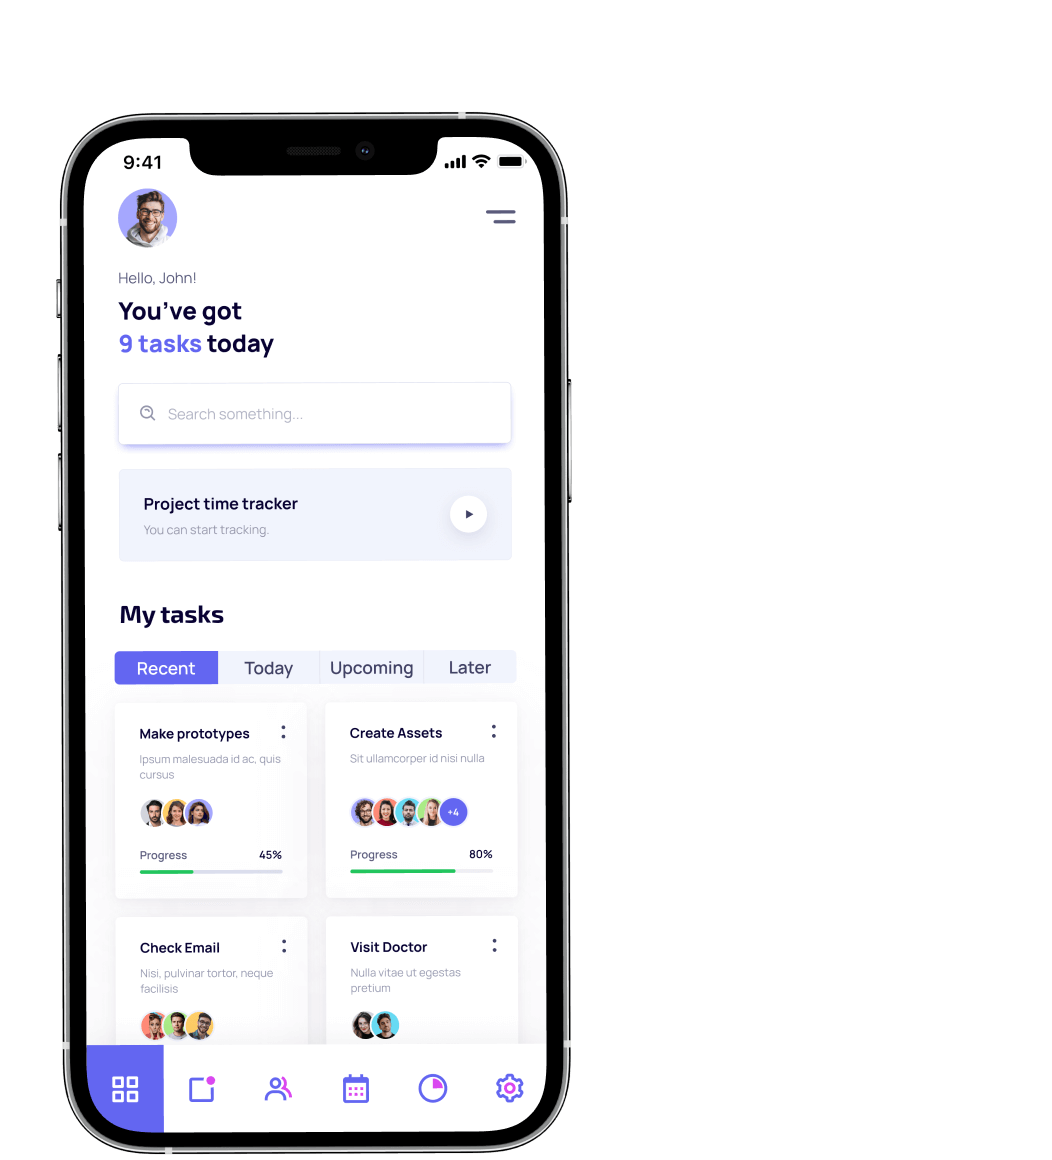 9:41
Hello, John!
You’ve got
9 tasks today
Search something...
Project time tracker
You can start tracking.
My tasks
Recent Today Upcoming Later
Make prototypes
Ipsum malesuada id ac, quis
cursus
Progress 45%
Create Assets
Sit ullamcorper id nisi nulla
+4
Progress 80%
Check Email
Nisi, pulvinar tortor, neque
facilisis
Visit Doctor
Nulla vitae ut egestas
pretium